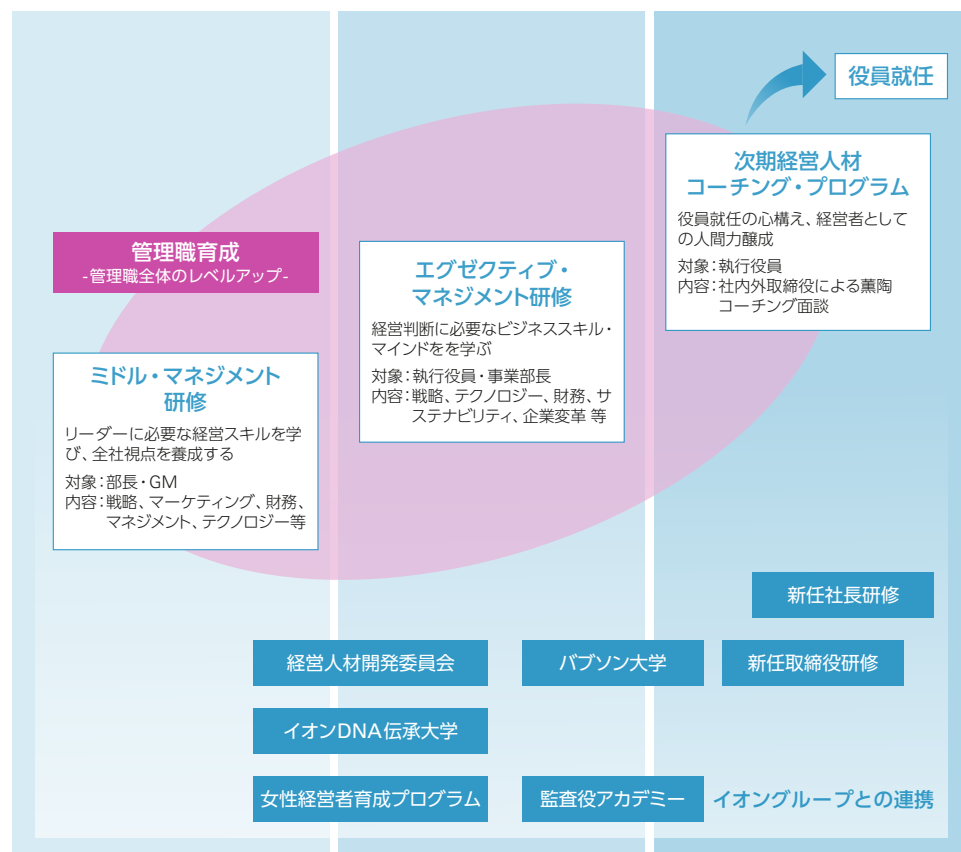 役員就任
次期経営人材
コーチング・プログラム
役員就任の心構え、経営者として
の人間力醸成
対象：執行役員
内容：社内外取締役による薫陶
コーチング面談
管理職育成
-管理職全体のレベルアップ-
エグゼクティブ・
マネジメント研修
経営判断に必要なビジネススキル・
マインドをを学ぶ
対象：執行役員・事業部長
内容：戦略、テクノロジー、財務、サ
ステナビリティ、企業変革 等
ミドル・マネジメント
研修
リーダーに必要な経営スキルを学
び、全社視点を養成する
対象：部長・GM
内容：戦略、マーケティング、財務、
マネジメント、テクノロジー等
新任社長研修
経営人材開発委員会
バブソン大学
新任取締役研修
イオンDNA伝承大学
女性経営者育成プログラム
監査役アカデミー
イオングループとの連携